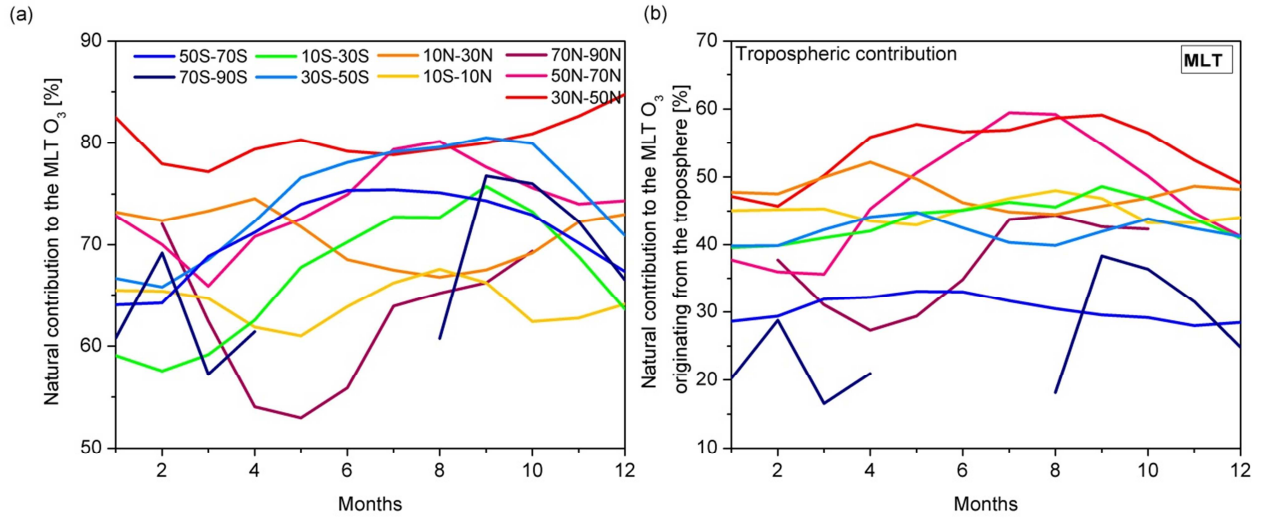 (a)
Natural contribution to the MLT O3 [%]
90
80
70
60
50
50S-70S
10S-30S
10N-30N
70N-90N
70S-90S
30S-50S
10S-10N
50N-70N
30N-50N
2
4
6
8
10
12
Months
(b)
Natural contribution to the MLT O3
originating from the troposphere [%]
70
60
50
40
30
20
10
Tropospheric contribution
MLT
2
4
6
8
10
12
Months